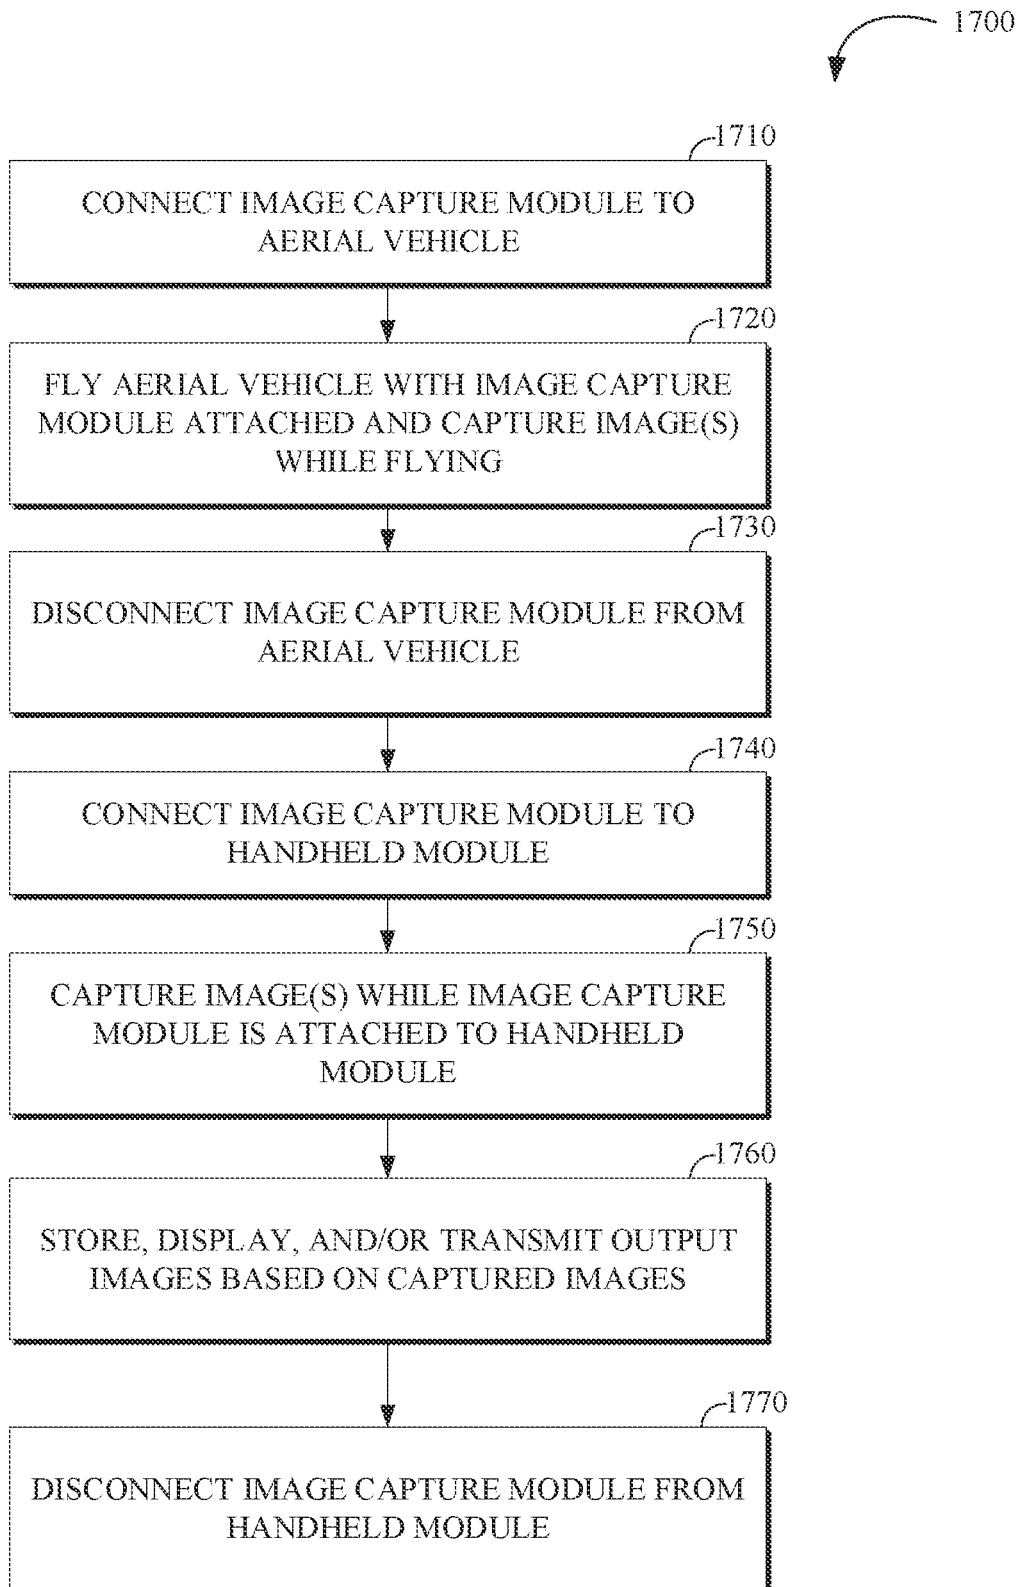 1700
1710
CONNECT IMAGE CAPTURE MODULE TO
AERIAL VEHICLE
1720
FLY AERIAL VEHICLE WITH IMAGE CAPTURE
MODULE ATTACHED AND CAPTURE IMAGE(S)
WHILE FLYING
1730
DISCONNECT IMAGE CAPTURE MODULE FROM
AERIAL VEHICLE
1740
CONNECT IMAGE CAPTURE MODULE TO
HANDHELD MODULE
1750
CAPTURE IMAGE(S) WHILE IMAGE CAPTURE
MODULE IS ATTACHED TO HANDHELD
MODULE
1760
STORE, DISPLAY, AND/OR TRANSMIT OUTPUT
IMAGES BASED ON CAPTURED IMAGES
1770
DISCONNECT IMAGE CAPTURE MODULE FROM
HANDHELD MODULE